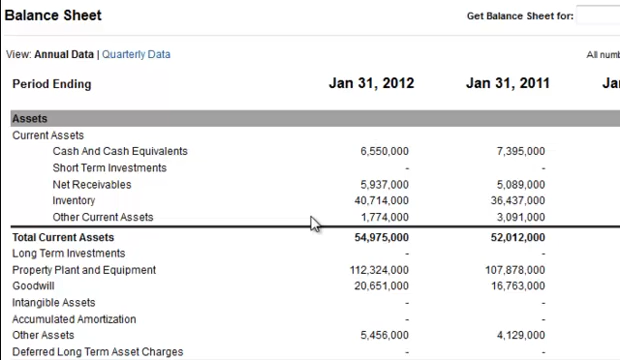 Balance Sheet
Get Balance Sheet for:
View: Annual Data | Quarterly Data
All
Period Ending Jan 31, 2012 Jan 31, 2011
Assets
Current Assets
Cash And Cash Equivalents 6,550,000 7,395,000
Short Term Investments - -
Net Receivables 5,937,000 5,089,000
Inventory 40,714,000 36,437,000
Other Current Assets 1,774,000 3,091,000
Total Current Assets 54,975,000 52,012,000
Long Term Investments - -
Property Plant and Equipment 112,324,000 107,878,000
Goodwill 20,651,000 16,763,000
Intangible Assets - -
Accumulated Amortization - -
Other Assets 5,456,000 4,129,000
Deferred Long Term Asset Charges - -